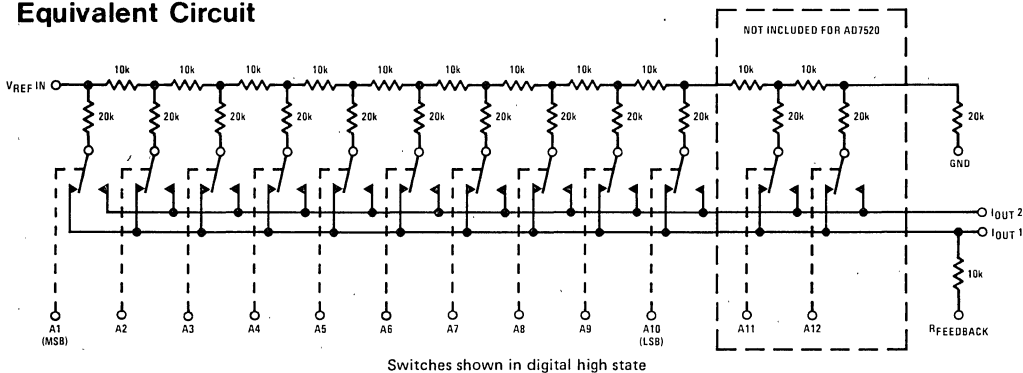 Equivalent Circuit
NOT INCLUDED FOR AD7520
10k 10k 10k 10k 10k 10k 10k 10k 10k 10k 10k
VREF IN
20k 20k 20k 20k 20k 20k 20k 20k 20k 20k 20k 20k 20k
GND
IOUT 2
IOUT 1
10k
A1 A2 A3 A4 A5 A6 A7 A8 A9 A10 A11 A12 RFEEDBACK
(MSB) (LSB)
Switches shown in digital high state